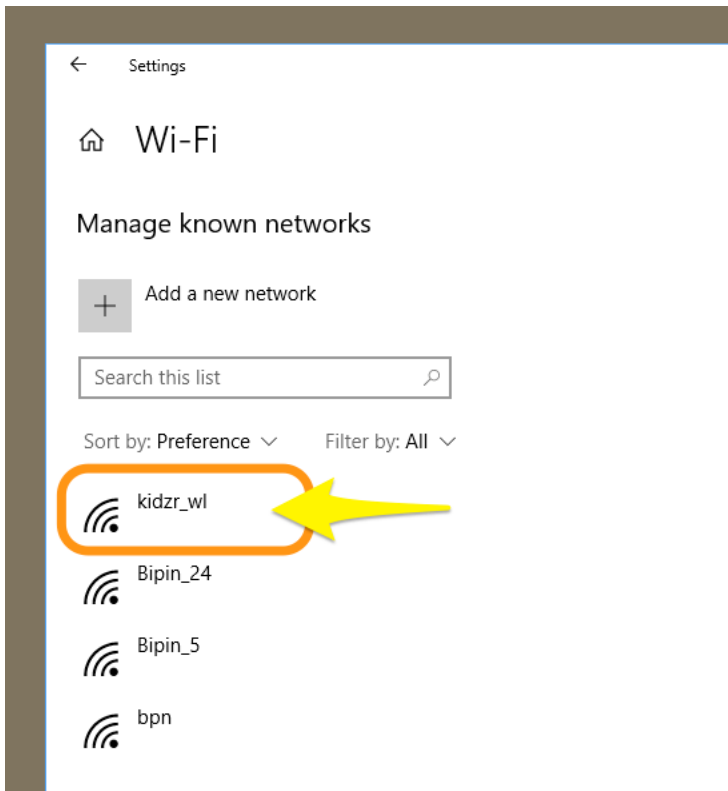 Settings
Wi-Fi
Manage known networks
Add a new network
Search this list
Sort by: Preference Filter by: All
kidzr_wl
Bipin_24
Bipin_5
bpn